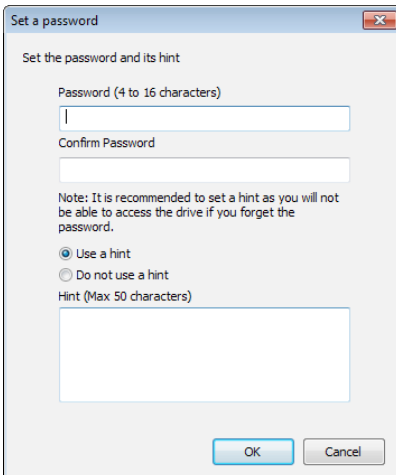 Set a password
Set the password and its hint
Password (4 to 16 characters)
Confirm Password
Note: It is recommended to set a hint as you will not
be able to access the drive if you forget the
password.
Use a hint
Do not use a hint
Hint (Max 50 characters)
OK Cancel